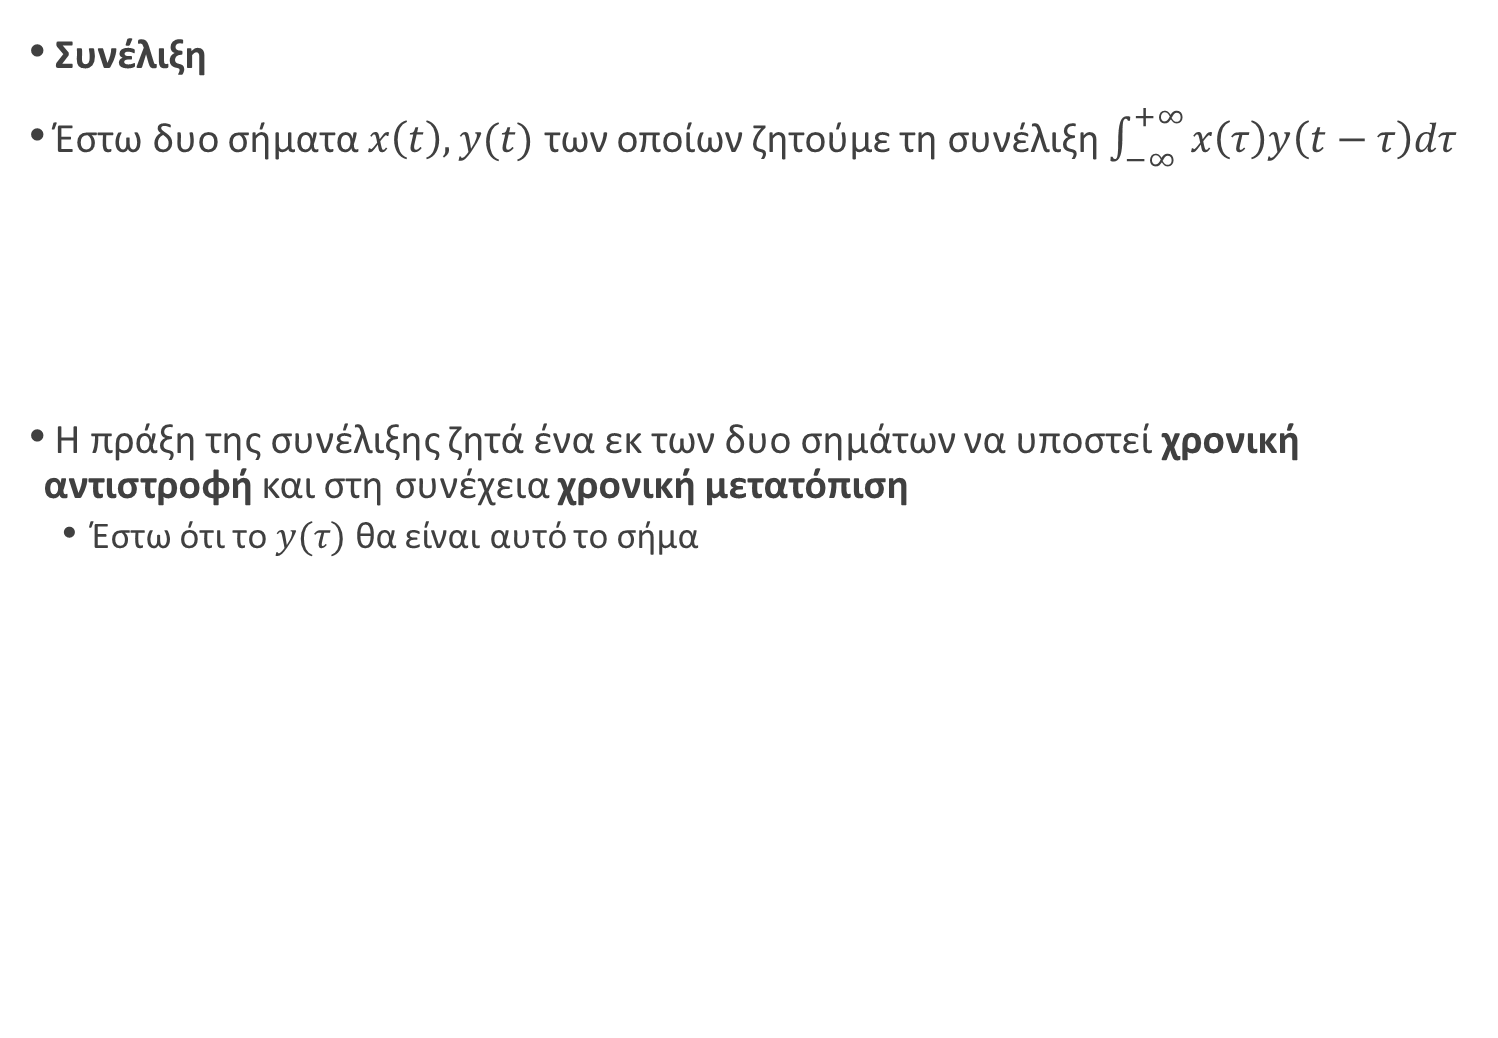 • Συνέλιξη
• Έστω δυο σήματα x(t), y(t) των οποίων ζητούμε τη συνέλιξη ∫_{−∞}^{+∞} x(τ)y(t − τ)dτ
• Η πράξη της συνέλιξης ζητά ένα εκ των δυο σημάτων να υποστεί χρονική
αντιστροφή και στη συνέχεια χρονική μετατόπιση
• Έστω ότι το y(τ) θα είναι αυτό το σήμα